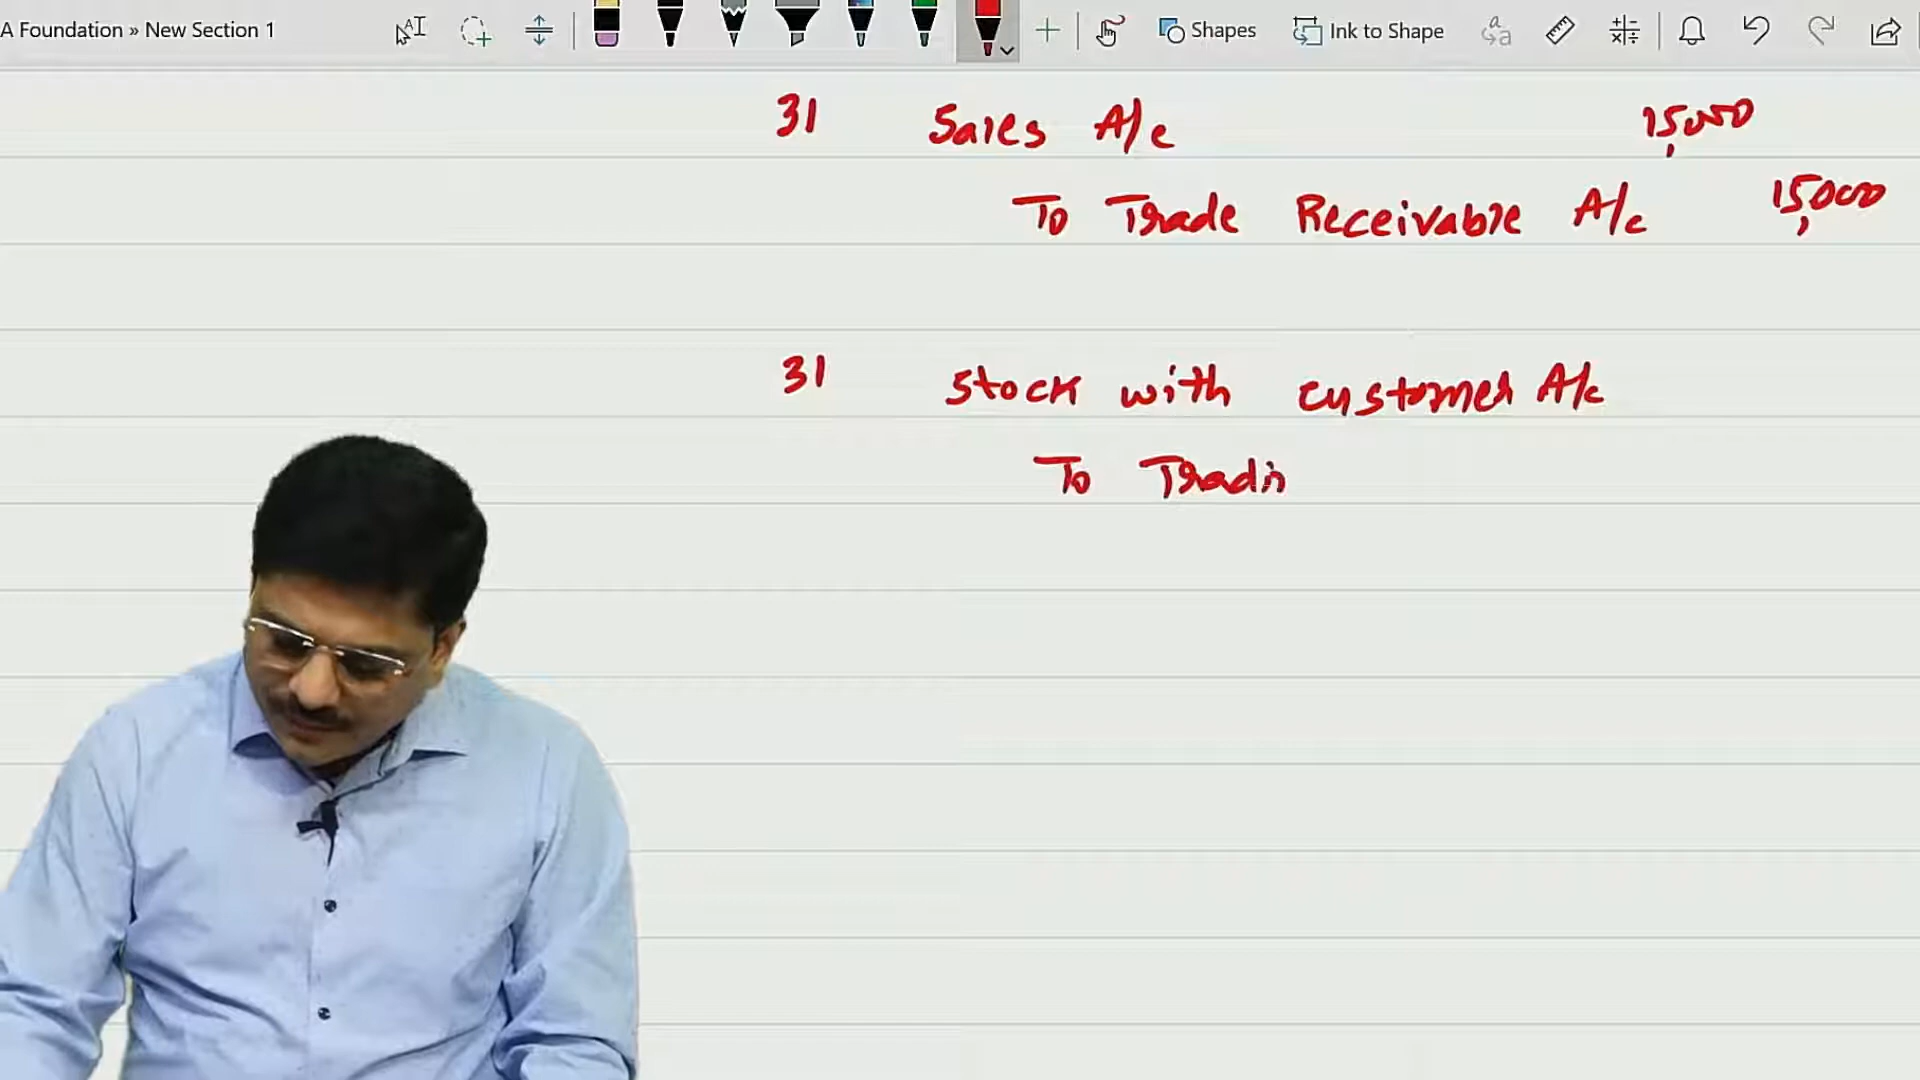 A Foundation » New Section 1
Shapes
Ink to Shape
31 Sales A/c 15,000
To Trade Receivable A/c 15,000
31 Stock with customer A/c
To Tradin